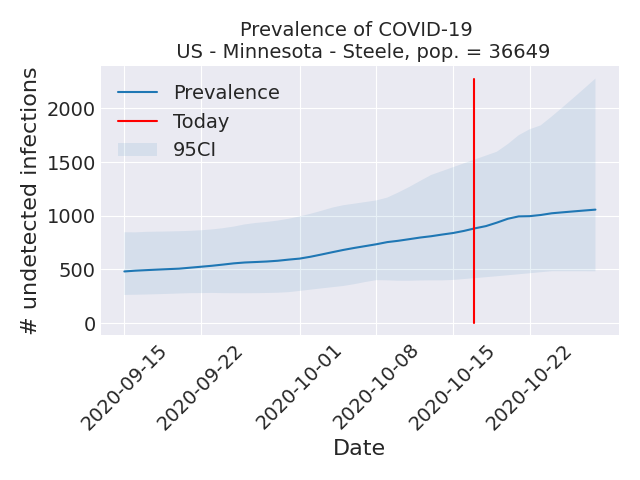 Prevalence of COVID-19
US - Minnesota - Steele, pop. = 36649
# undetected infections
2000
1500
1000
500
0
Prevalence
Today
95CI
2020-09-15
2020-09-22
2020-10-01
2020-10-08
2020-10-15
2020-10-22
Date